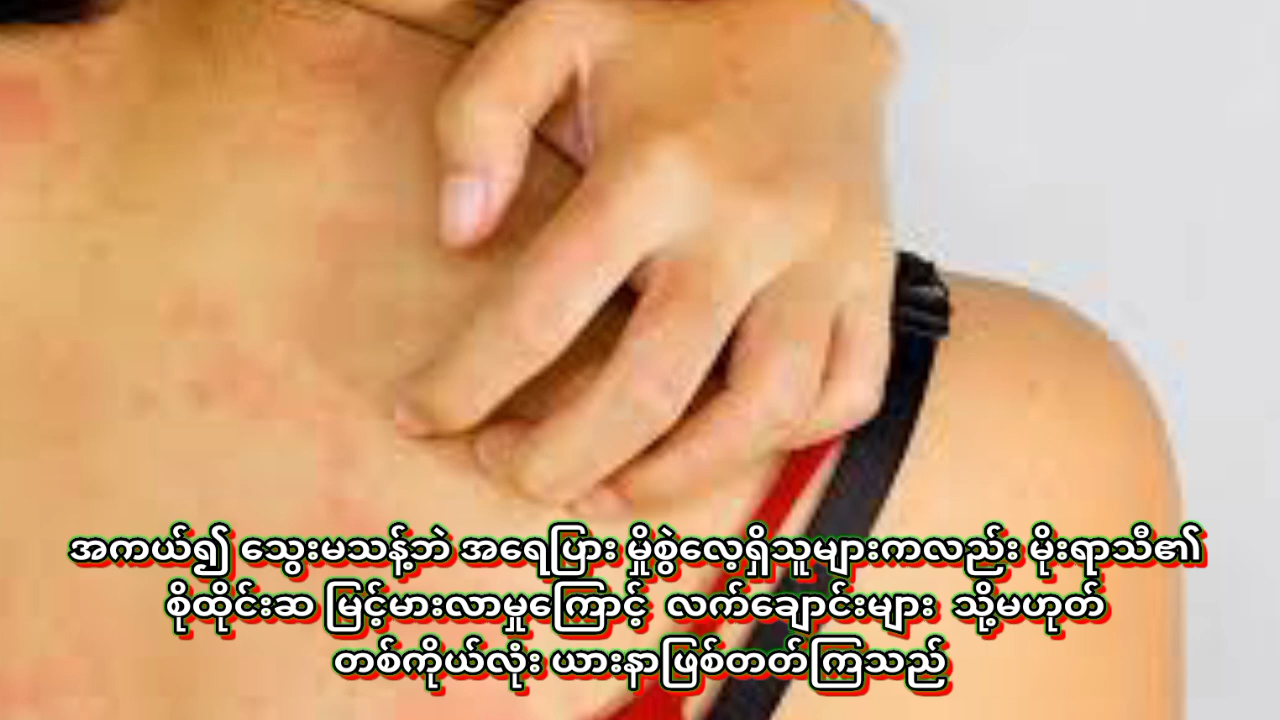 အကယ်၍ သွေးမသန့်ဘဲ အရေပြား မှိုစွဲလေ့ရှိသူများကလည်း မိုးရာသီ၏
စိုထိုင်းဆ မြင့်မားလာမှုကြောင့် လက်ချောင်းများ သို့မဟုတ်
တစ်ကိုယ်လုံး ယားနာဖြစ်တတ်ကြသည်